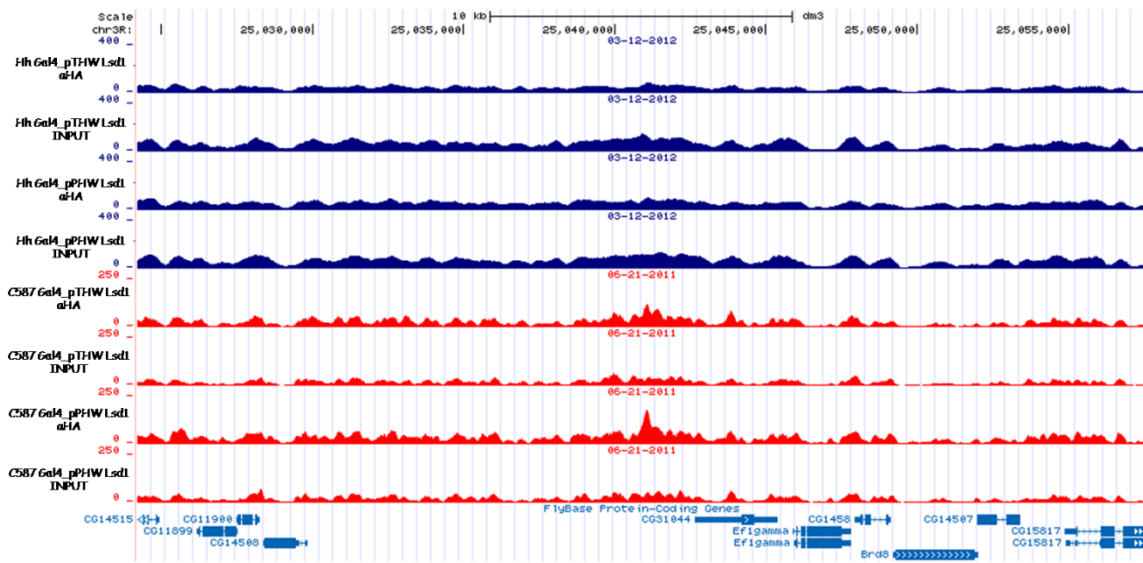 Scale 10 kb dm3
chr3R: 25,030,000 25,035,000 25,040,000 25,045,000 25,050,000 25,055,000
400 03-12-2012
Hh Gal4_pTHW Lsd1
αHA
0
400 03-12-2012
Hh Gal4_pTHW Lsd1
INPUT
0
400 03-12-2012
Hh Gal4_pPHW Lsd1
αHA
0
400 03-12-2012
Hh Gal4_pPHW Lsd1
INPUT
0
250 06-21-2011
C587 Gal4_pTHW Lsd1
αHA
0
250 06-21-2011
C587 Gal4_pTHW Lsd1
INPUT
0
250 06-21-2011
C587 Gal4_pPHW Lsd1
αHA
0
250 06-21-2011
C587 Gal4_pPHW Lsd1
INPUT
0
FlyBase Protein-Coding Genes
CG14515 CG11900 CG31044 CG1458 CG14507
CG11899 Ef1gamma CG15817
CG14508 Ef1gamma CG15817
Brd8